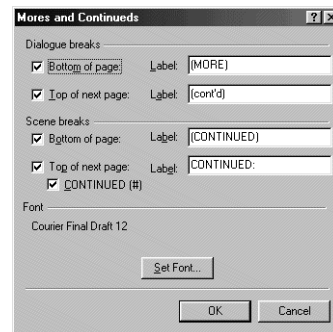 Mores and Continueds
Dialogue breaks
Bottom of page: Label: (MORE)
Top of next page: Label: (cont'd)
Scene breaks
Bottom of page: Label: (CONTINUED)
Top of next page: Label: CONTINUED:
CONTINUED (#)
Font
Courier Final Draft 12
Set Font...
OK Cancel